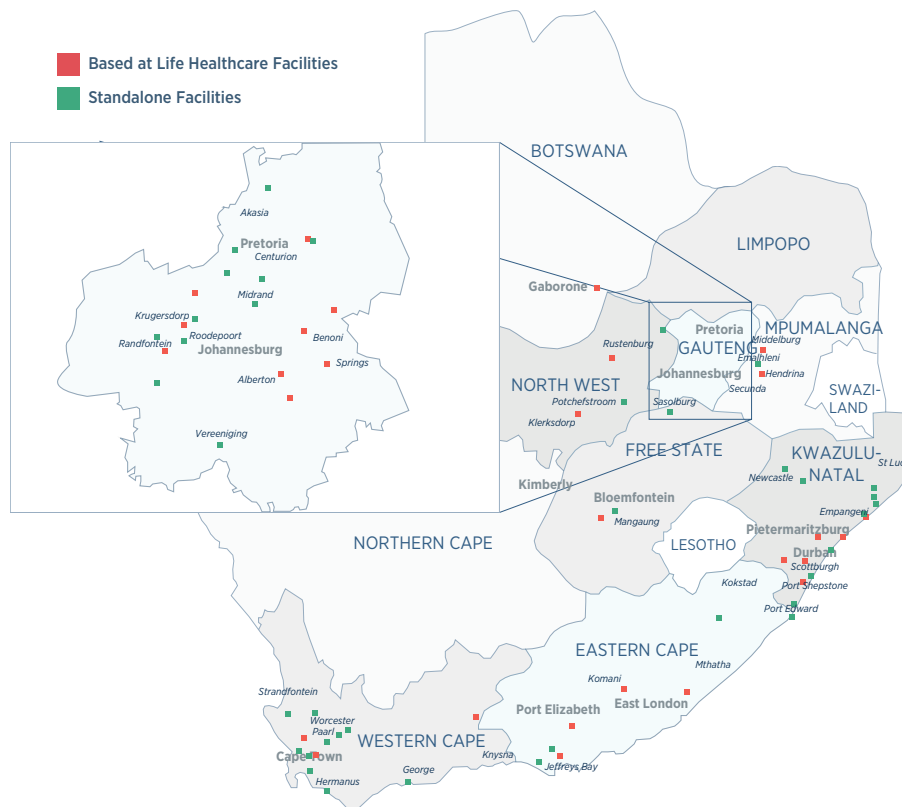 Based at Life Healthcare Facilities
Standalone Facilities
BOTSWANA
LIMPOPO
Akasia
Pretoria
Centurion
Midrand
Krugersdorp
Roodepoort
Randfontein
Johannesburg
Benoni
Springs
Alberton
Vereeniging
Gaborone
Pretoria
MPUMALANGA
Rustenburg
GAUTENG
Middelburg
Emalhleni
Johannesburg
Hendrina
NORTH WEST
Secunda
SWAZI-
LAND
Potchefstroom
Sasolburg
Klerksdorp
FREE STATE
KWAZULU-
NATAL
St Luc
Newcastle
Kimberly
Bloemfontein
Mangaung
Empangeni
Pietermaritzburg
NORTHERN CAPE
LESOTHO
Durban
Scottburgh
Kokstad
Port Shepstone
Port Edward
EASTERN CAPE
Mthatha
Komani
Strandfontein
East London
Port Elizabeth
Worcester
Paarl
WESTERN CAPE
Cape Town
Knysna
Jeffreys Bay
George
Hermanus